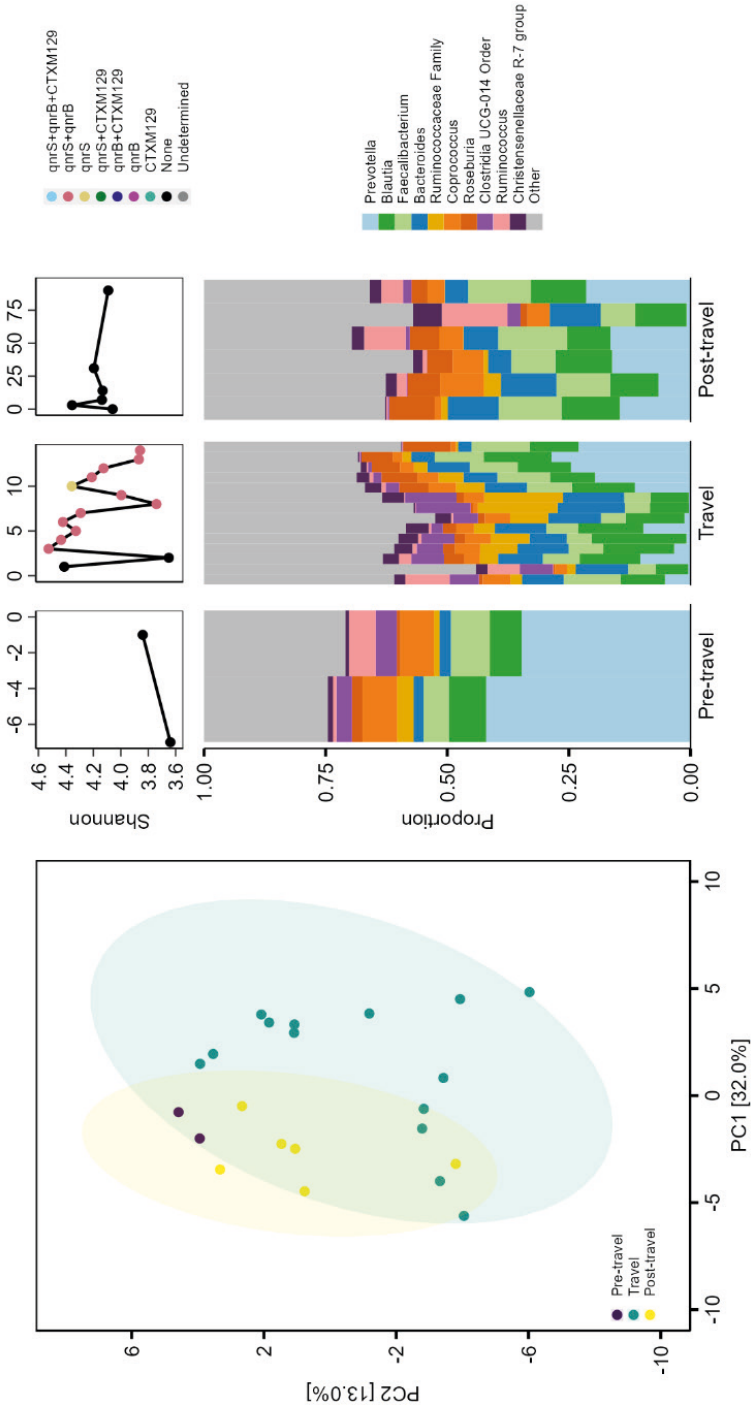 PC2 [13.0%]
6
2
-2
-6
-10
-10
-5
0
5
10
PC1 [32.0%]
Pre-travel
Travel
Post-travel
Shannon
4.6
4.4
4.2
4.0
3.8
3.6
-6
-4
-2
0
0
5
10
0
25
50
75
qnrS+qnrB+CTXM129
qnrS+qnrB
qnrS
qnrS+CTXM129
qnrB+CTXM129
qnrB
CTXM129
None
Undetermined
Proportion
1.00
0.75
0.50
0.25
0.00
Pre-travel
Travel
Post-travel
Prevotella
Blautia
Faecalibacterium
Bacteroides
Ruminococcaceae Family
Coprococcus
Roseburia
Clostridia UCG-014 Order
Ruminococcus
Christensenellaceae R-7 group
Other